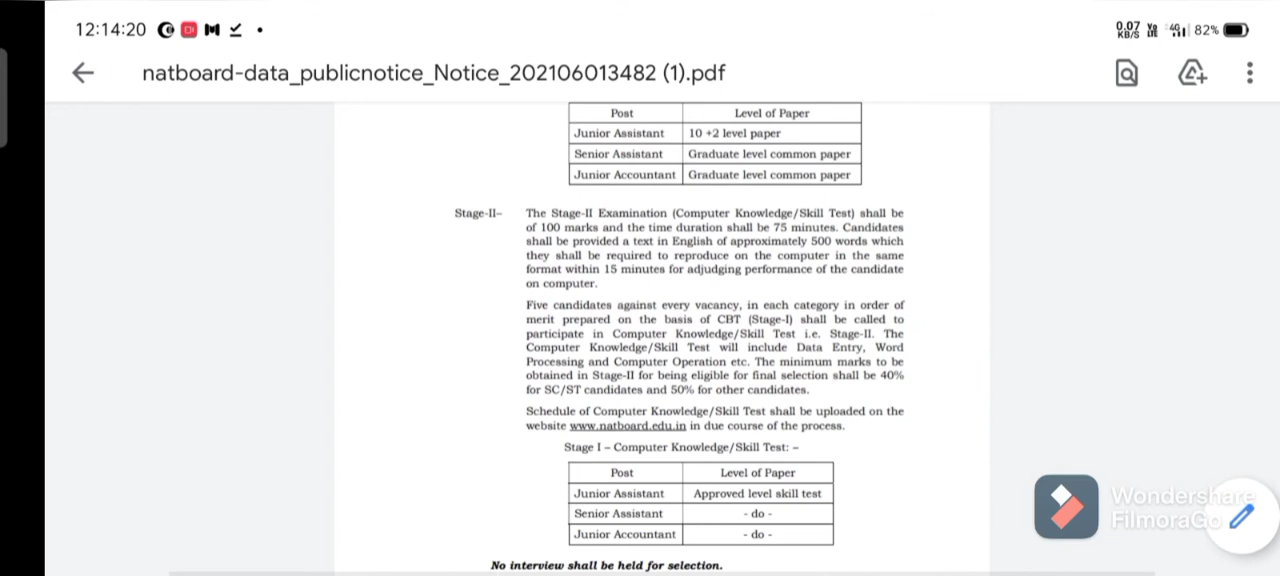 12:14:20
0.07 KB/S
Vo LTE
4G
82%
natboard-data_publicnotice_Notice_202106013482 (1).pdf
Post Level of Paper
Junior Assistant 10 +2 level paper
Senior Assistant Graduate level common paper
Junior Accountant Graduate level common paper
Stage-II– The Stage-II Examination (Computer Knowledge/Skill Test) shall be
of 100 marks and the time duration shall be 75 minutes. Candidates
shall be provided a text in English of approximately 500 words which
they shall be required to reproduce on the computer in the same
format within 15 minutes for adjudging performance of the candidate
on computer.
Five candidates against every vacancy, in each category in order of
merit prepared on the basis of CBT (Stage-I) shall be called to
participate in Computer Knowledge/Skill Test i.e. Stage-II. The
Computer Knowledge/Skill Test will include Data Entry, Word
Processing and Computer Operation etc. The minimum marks to be
obtained in Stage-II for being eligible for final selection shall be 40%
for SC/ST candidates and 50% for other candidates.
Schedule of Computer Knowledge/Skill Test shall be uploaded on the
website www.natboard.edu.in in due course of the process.
Stage I – Computer Knowledge/Skill Test: –
Post Level of Paper
Junior Assistant Approved level skill test
Senior Assistant - do -
Junior Accountant - do -
No interview shall be held for selection.
Wondershare
FilmoraGo